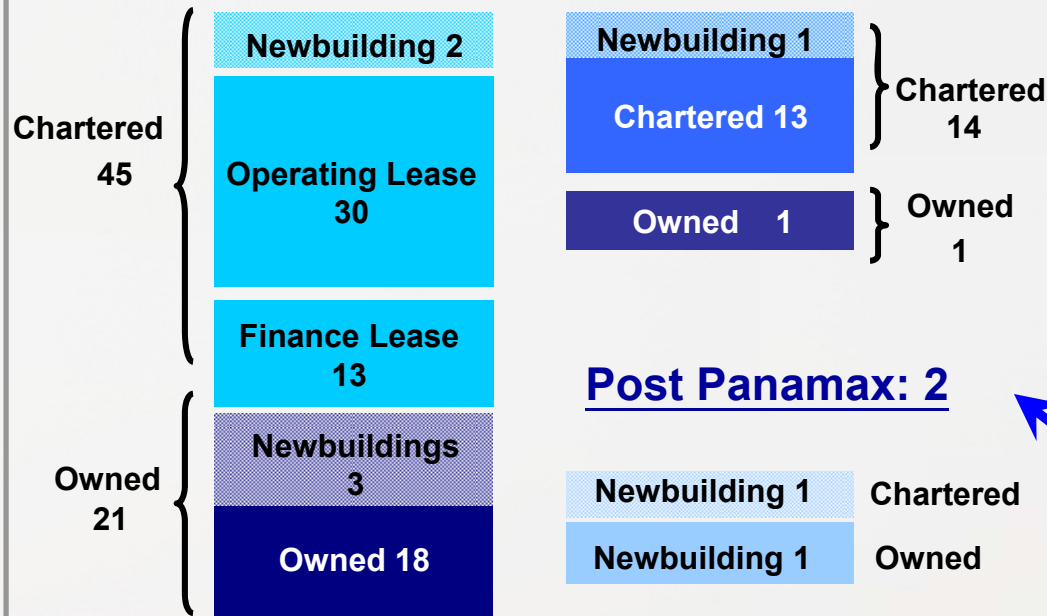 Chartered
45
Newbuilding 2
Operating Lease
30
Finance Lease
13
Owned
21
Newbuildings
3
Owned 18
Newbuilding 1
Chartered 13
Chartered
14
Owned 1
Owned
1
Post Panamax: 2
Newbuilding 1 Chartered
Newbuilding 1 Owned